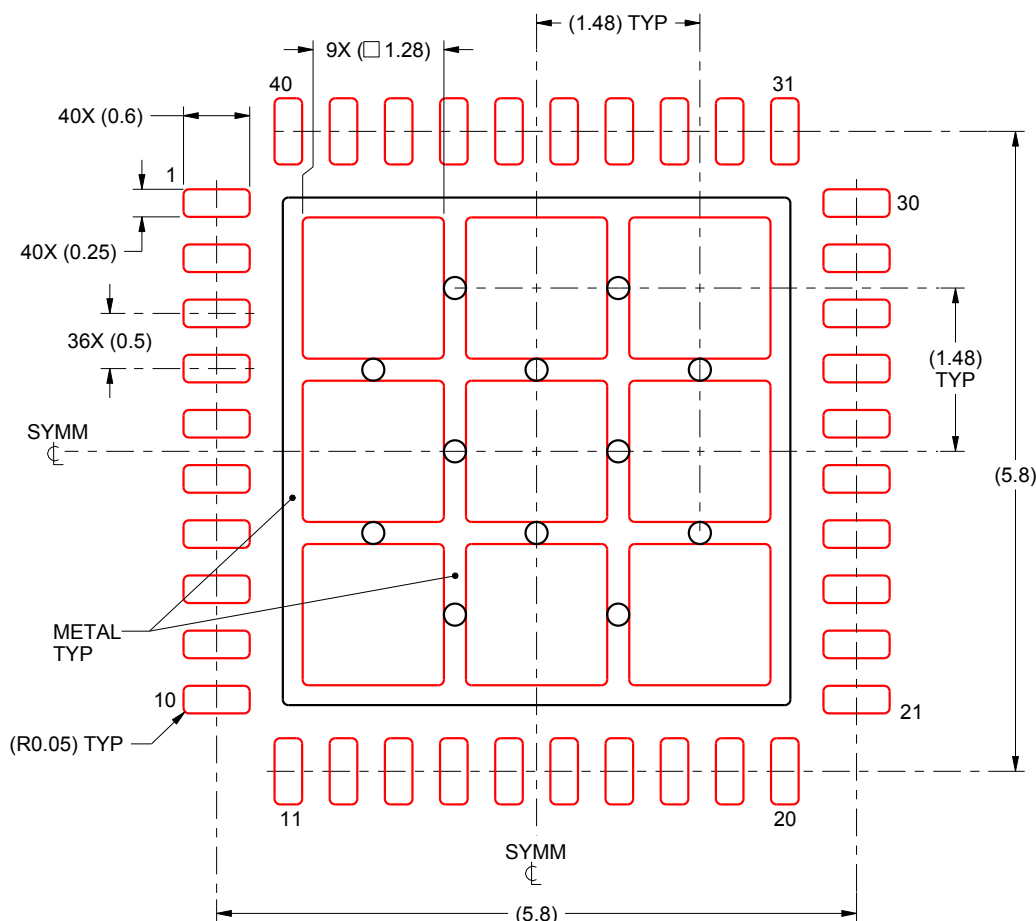 (1.48) TYP
9X (□ 1.28)
40
31
40X (0.6)
1
30
40X (0.25)
36X (0.5)
(1.48)
TYP
SYMM
℄
(5.8)
METAL
TYP
10
21
(R0.05) TYP
11
20
SYMM
℄
(5.8)